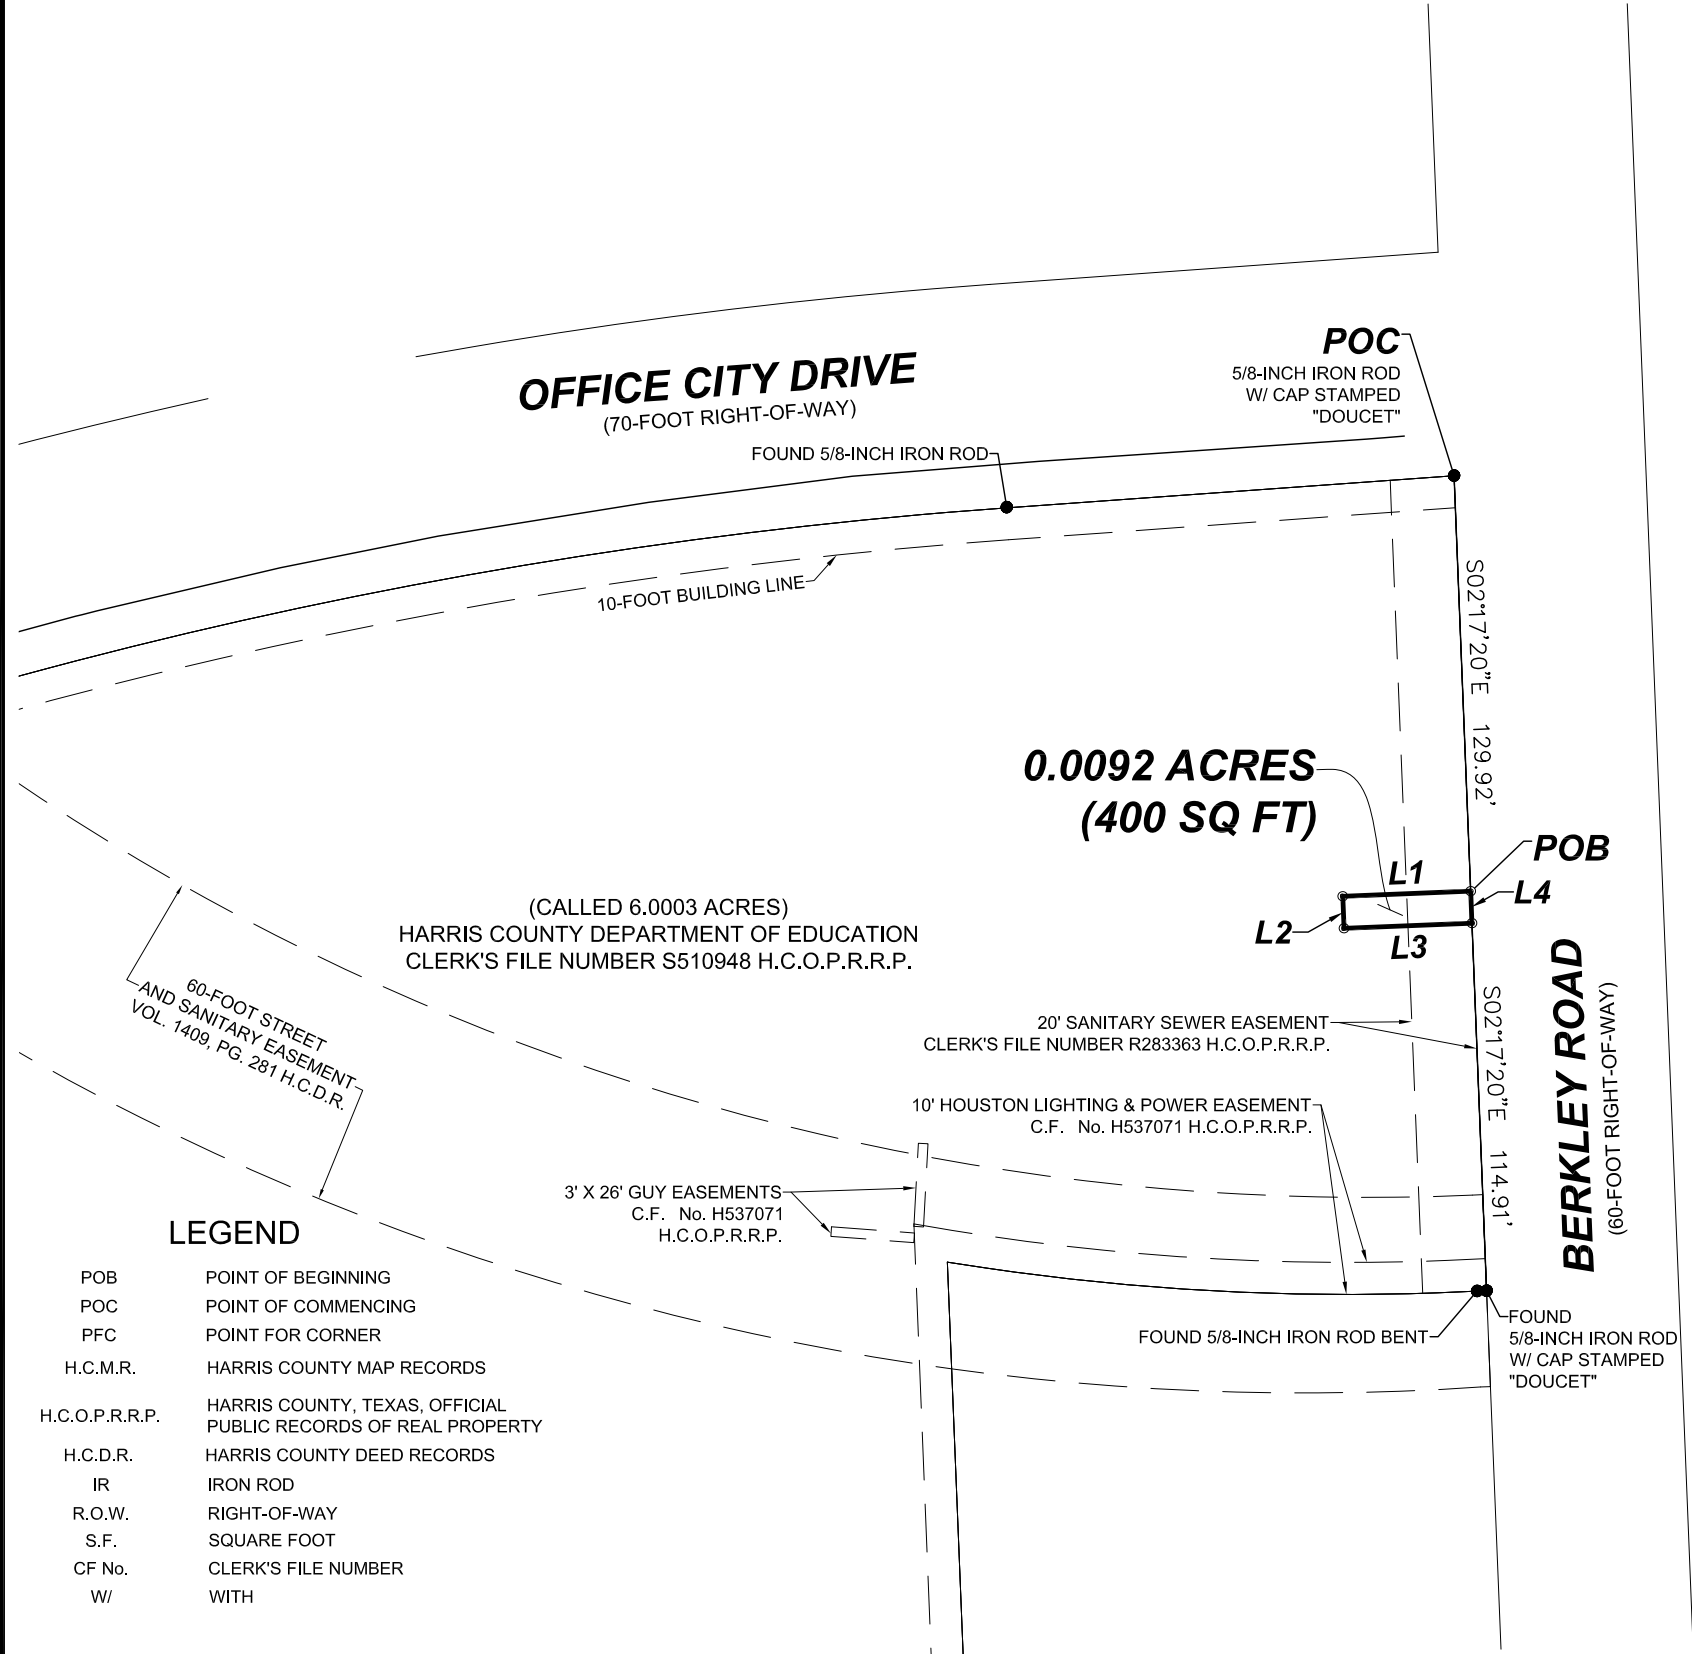 POC
5/8-INCH IRON ROD
W/ CAP STAMPED
"DOUCET"
OFFICE CITY DRIVE
(70-FOOT RIGHT-OF-WAY)
FOUND 5/8-INCH IRON ROD
10-FOOT BUILDING LINE
S02°17'20"E 129.92'
0.0092 ACRES
(400 SQ FT)
POB
L1
L4
L2
L3
(CALLED 6.0003 ACRES)
HARRIS COUNTY DEPARTMENT OF EDUCATION
CLERK'S FILE NUMBER S510948 H.C.O.P.R.R.P.
60-FOOT STREET
AND SANITARY EASEMENT
VOL. 1409, PG. 281 H.C.D.R.
20' SANITARY SEWER EASEMENT
CLERK'S FILE NUMBER R283363 H.C.O.P.R.R.P.
S02°17'20"E 114.91'
BERKLEY ROAD
(60-FOOT RIGHT-OF-WAY)
10' HOUSTON LIGHTING & POWER EASEMENT
C.F. No. H537071 H.C.O.P.R.R.P.
3' X 26' GUY EASEMENTS
C.F. No. H537071
H.C.O.P.R.R.P.
FOUND 5/8-INCH IRON ROD BENT
FOUND
5/8-INCH IRON ROD
W/ CAP STAMPED
"DOUCET"
LEGEND
POB POINT OF BEGINNING
POC POINT OF COMMENCING
PFC POINT FOR CORNER
H.C.M.R. HARRIS COUNTY MAP RECORDS
H.C.O.P.R.R.P. HARRIS COUNTY, TEXAS, OFFICIAL
PUBLIC RECORDS OF REAL PROPERTY
H.C.D.R. HARRIS COUNTY DEED RECORDS
IR IRON ROD
R.O.W. RIGHT-OF-WAY
S.F. SQUARE FOOT
CF No. CLERK'S FILE NUMBER
W/ WITH